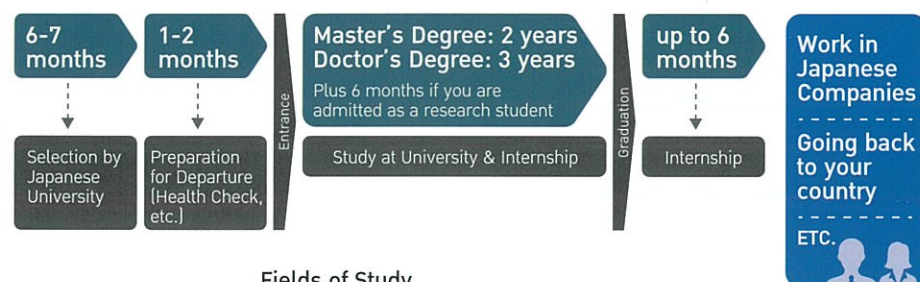 6-7
months
1-2
months
Master's Degree: 2 years
Doctor's Degree: 3 years
Plus 6 months if you are
admitted as a research student
up to 6
months
Selection by
Japanese
University
Preparation
for Departure
(Health Check,
etc.)
Entrance
Study at University & Internship
Graduation
Internship
Work in
Japanese
Companies
Going back
to your
country
ETC.
Fields of Study